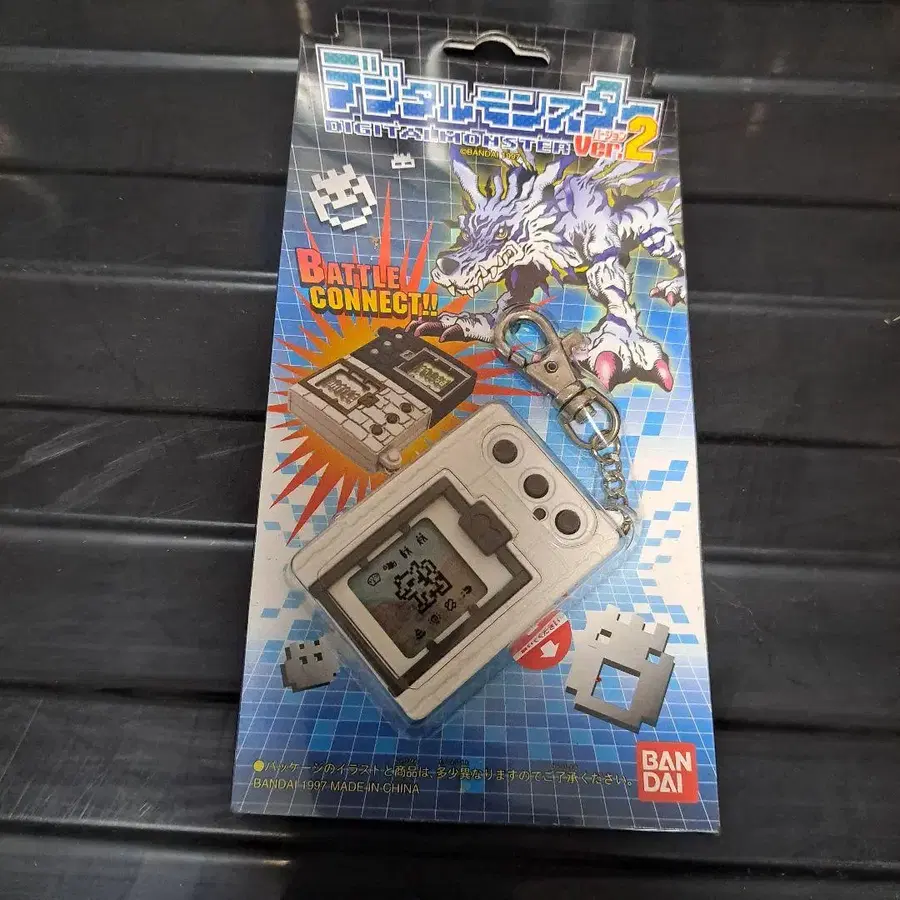 デジタルモンスター
DIGITAL MONSTER
バージョン
Ver.2
©BANDAI 1997
BATTLE
CONNECT!!
●パッケージのイラストと商品は、多少異なりますのでご了承ください。
BANDAI 1997 MADE-IN-CHINA
BAN
DAI